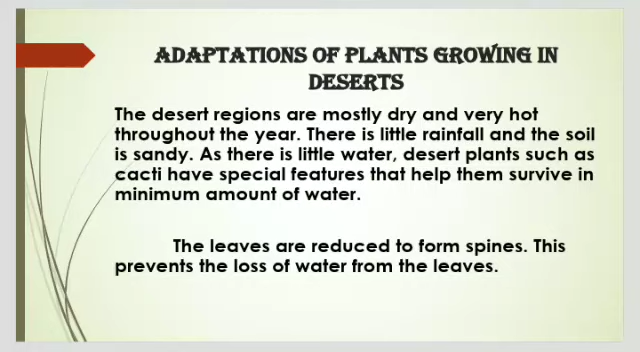 ADAPTATIONS OF PLANTS GROWING IN
DESERTS
The desert regions are mostly dry and very hot
throughout the year. There is little rainfall and the soil
is sandy. As there is little water, desert plants such as
cacti have special features that help them survive in
minimum amount of water.
The leaves are reduced to form spines. This
prevents the loss of water from the leaves.